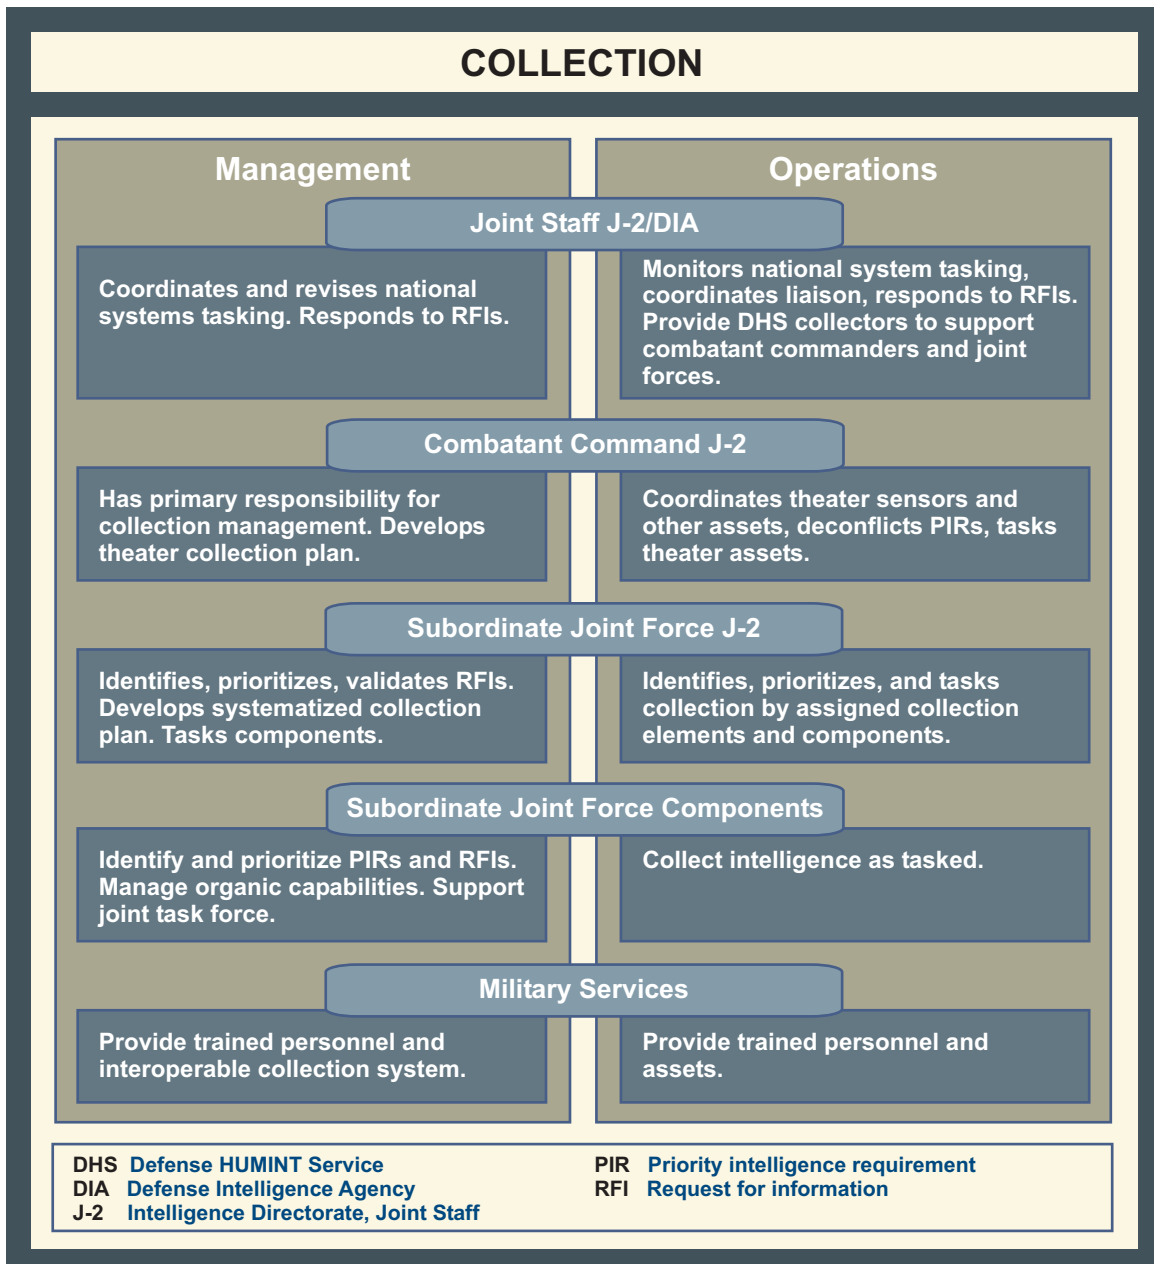 COLLECTION
Management
Operations
Joint Staff J-2/DIA
Coordinates and revises national
systems tasking. Responds to RFIs.
Monitors national system tasking,
coordinates liaison, responds to RFIs.
Provide DHS collectors to support
combatant commanders and joint
forces.
Combatant Command J-2
Has primary responsibility for
collection management. Develops
theater collection plan.
Coordinates theater sensors and
other assets, deconflicts PIRs, tasks
theater assets.
Subordinate Joint Force J-2
Identifies, prioritizes, validates RFIs.
Develops systematized collection
plan. Tasks components.
Identifies, prioritizes, and tasks
collection by assigned collection
elements and components.
Subordinate Joint Force Components
Identify and prioritize PIRs and RFIs.
Manage organic capabilities. Support
joint task force.
Collect intelligence as tasked.
Military Services
Provide trained personnel and
interoperable collection system.
Provide trained personnel and
assets.
DHS Defense HUMINT Service
DIA Defense Intelligence Agency
J-2 Intelligence Directorate, Joint Staff
PIR Priority intelligence requirement
RFI Request for information